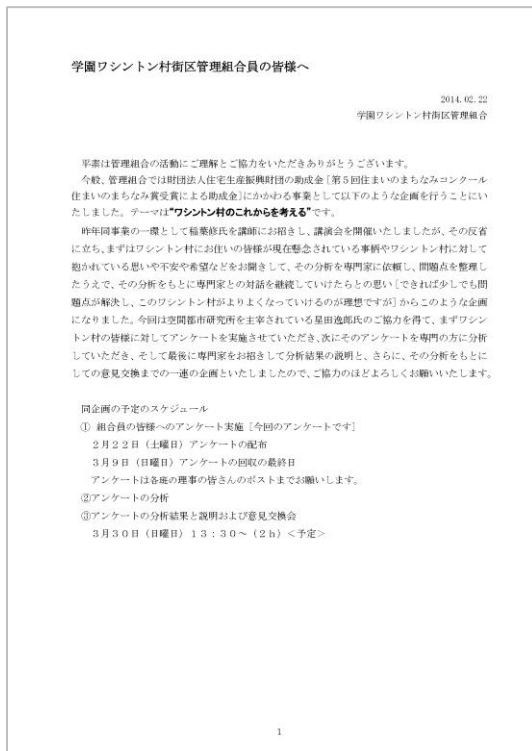 学園ワシントン村街区管理組合員の皆様へ
2014.02.22
学園ワシントン村街区管理組合
平素は管理組合の活動にご理解とご協力をいただきありがとうございます。
今般、管理組合では財団法人住宅生産振興財団の助成金［第５回住まいのまちなみコンクール
住まいのまちなみ賞受賞による助成金］にかかわる事業として以下のような企画を行うことにい
たしました。テーマは“ワシントン村のこれからを考える”です。
昨年同事業の一環として稲葉修氏を講師にお招きし、講演会を開催いたしましたが、その反省
に立ち、まずはワシントン村にお住いの皆様が現在懸念されている事柄やワシントン村に対して
抱かれている思いや不安や希望などをお聞きして、その分析を専門家に依頼し、問題点を整理し
たうえで、その分析をもとに専門家との対話を継続していけたらとの思い［できれば少しでも問
題点が解決し、このワシントン村がよりよくなっていけるのが理想ですが］からこのような企画
になりました。今回は空間都市研究所を主宰されている星田逸郎氏のご協力を得て、まずワシン
トン村の皆様に対してアンケートを実施させていただき、次にそのアンケートを専門の方に分析
していただき、そして最後に専門家をお招きして分析結果の説明と、さらに、その分析をもとに
しての意見交換までの一連の企画といたしましたので、ご協力のほどよろしくお願いいたします。
同企画の予定のスケジュール
① 組合員の皆様へのアンケート実施［今回のアンケートです］
２月２２日（土曜日）アンケートの配布
３月９日（日曜日）アンケートの回収の最終日
アンケートは各班の理事の皆さんのポストまでお願いします。
②アンケートの分析
③アンケートの分析結果と説明および意見交換会
３月３０日（日曜日）１３：３０～（２ｈ）＜予定＞
1